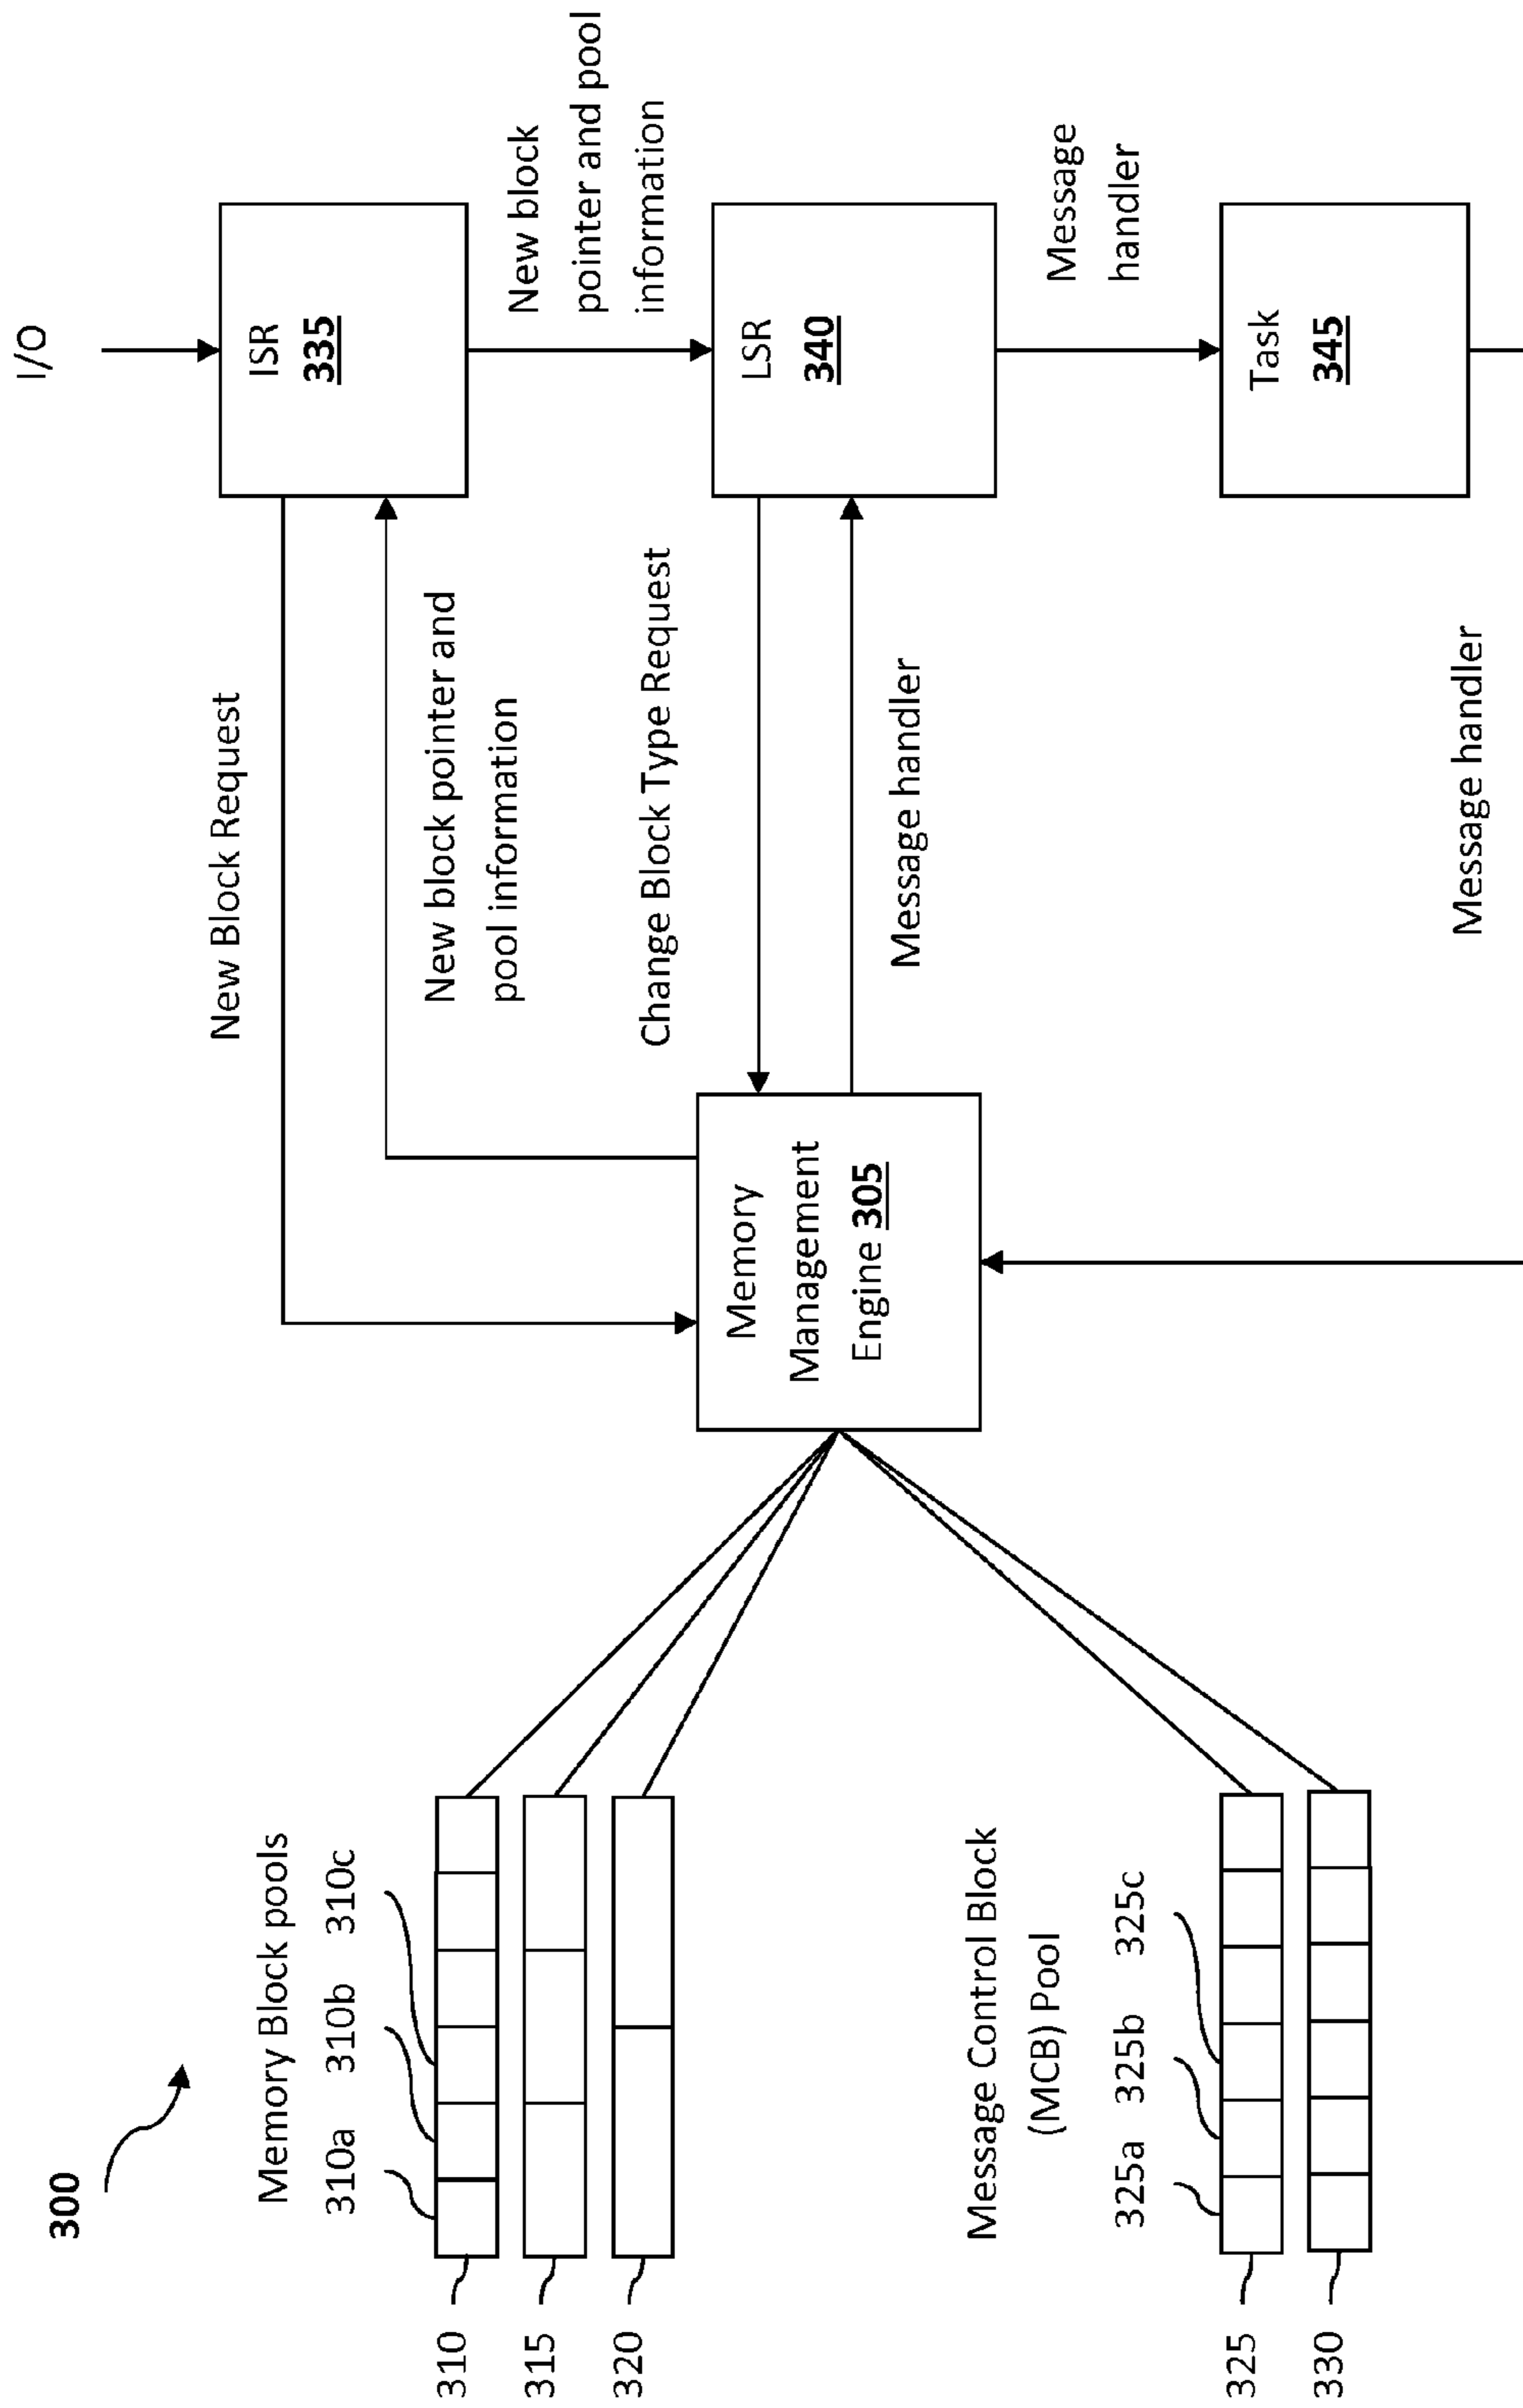 300
Memory Block pools
310a
310b
310c
310
315
320
Message Control Block
(MCB) Pool
325a
325b
325c
325
330
Memory
Management
Engine 305
New Block Request
New block pointer and
pool information
Change Block Type Request
Message handler
Message handler
I/O
ISR
335
New block
pointer and pool
information
LSR
340
Message
handler
Task
345